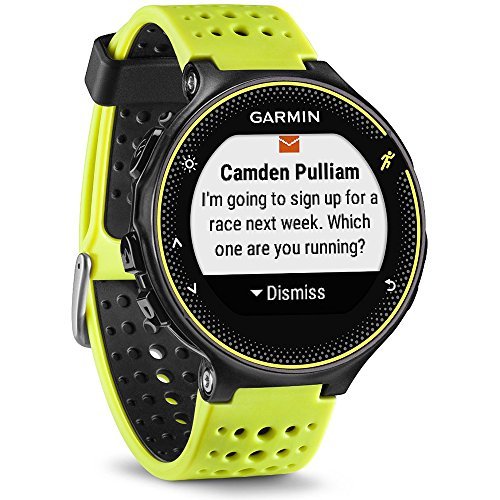 GARMIN
Camden Pulliam
I'm going to sign up for a
race next week. Which
one are you running?
Dismiss